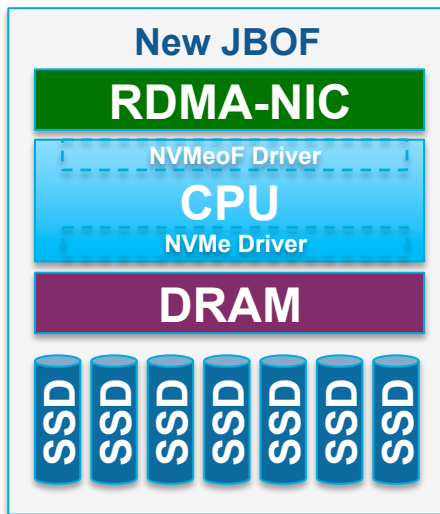 New JBOF
RDMA-NIC
NVMeoF Driver
CPU
NVMe Driver
DRAM
SSD
SSD
SSD
SSD
SSD
SSD
SSD